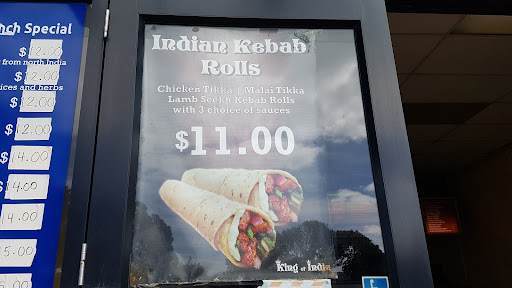 nch Special
$12.00
from north India
$12.00
ices and herbs
$12.00
$12.00
$14.00
$14.00
14.00
5.00
5.00
Indian Kebab
Rolls
Chicken Tikka / Malai Tikka
Lamb Seekh Kebab Rolls
with 3 choice of sauces
$11.00
King of India